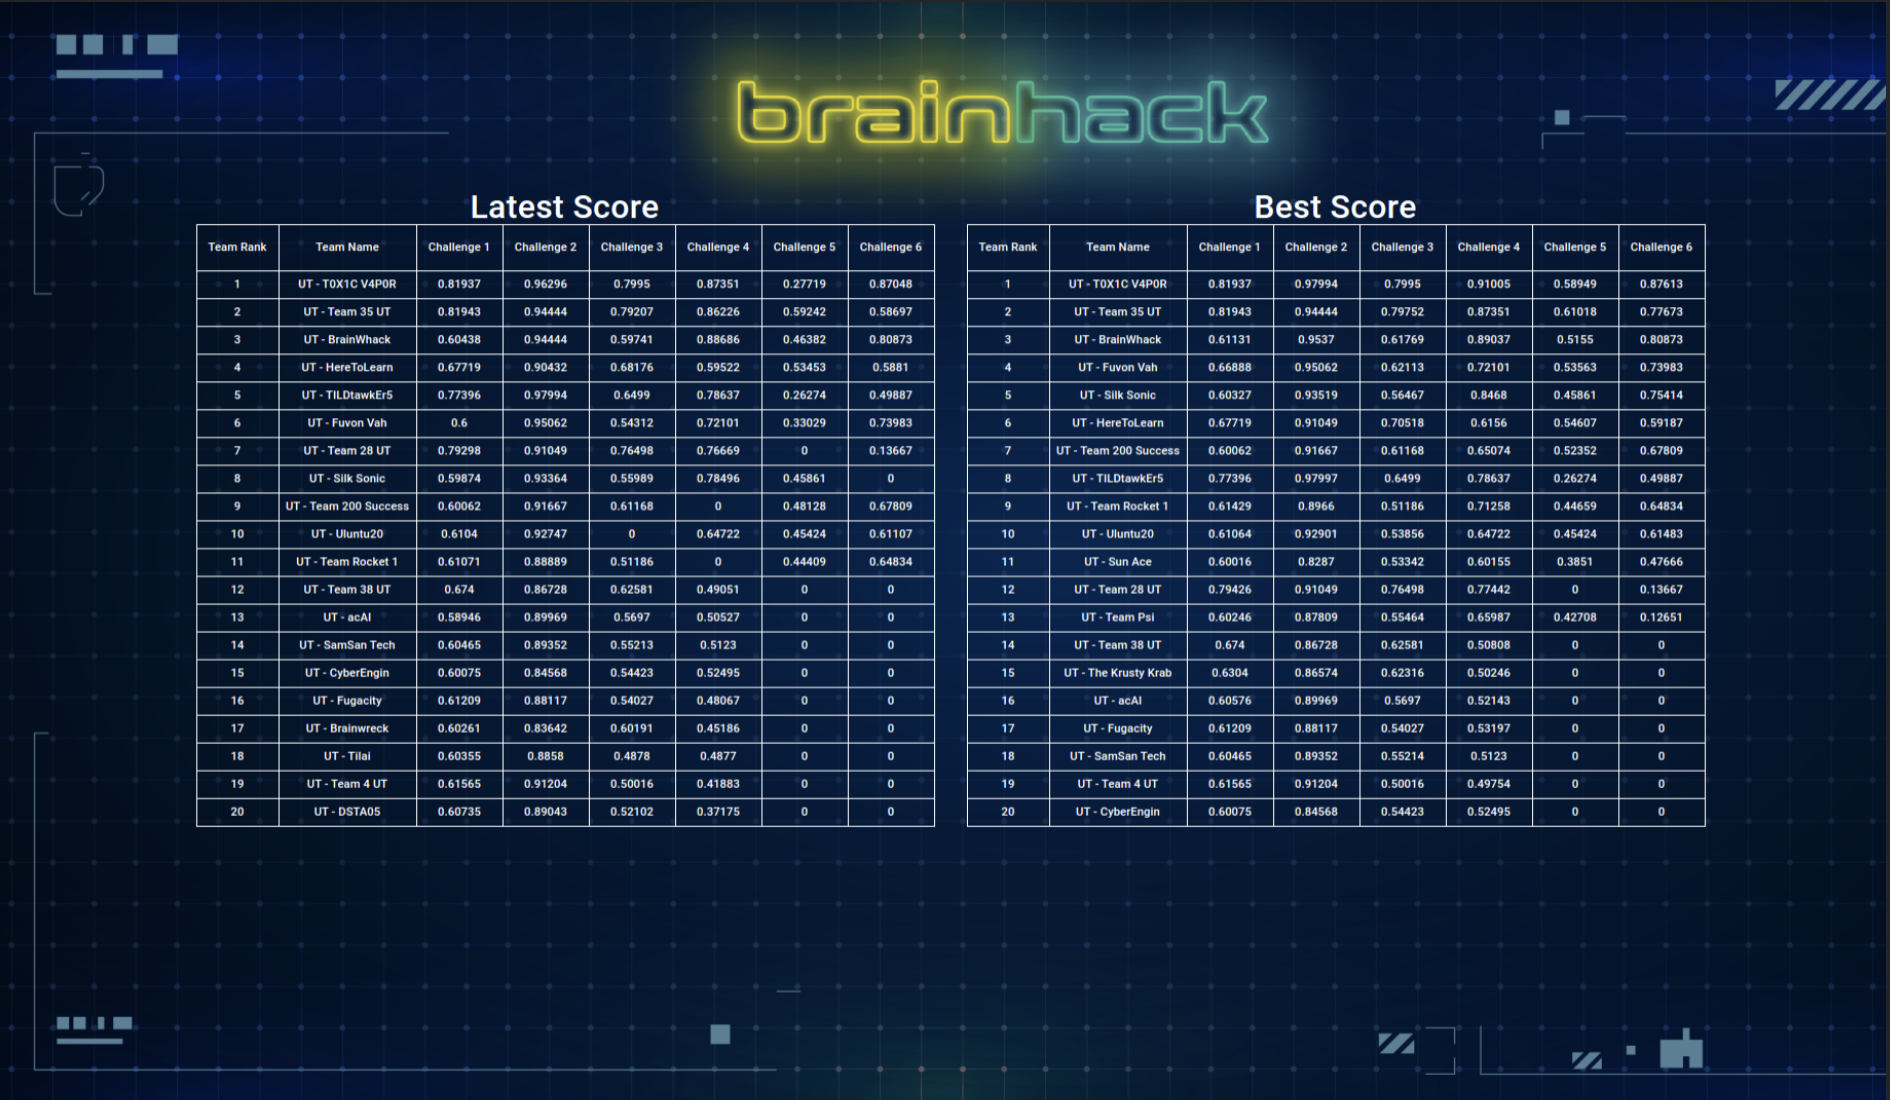 brainhack
Latest Score
Team Rank Team Name Challenge 1 Challenge 2 Challenge 3 Challenge 4 Challenge 5 Challenge 6
1 UT - T0X1C V4P0R 0.81937 0.96296 0.7995 0.87351 0.27719 0.87048
2 UT - Team 35 UT 0.81943 0.94444 0.79207 0.86226 0.59242 0.58697
3 UT - BrainWhack 0.60438 0.94444 0.59741 0.88686 0.46382 0.80873
4 UT - HereToLearn 0.67719 0.90432 0.68176 0.59522 0.53453 0.5881
5 UT - TILDtawkEr5 0.77396 0.97994 0.6499 0.78637 0.26274 0.49887
6 UT - Fuvon Vah 0.6 0.95062 0.54312 0.72101 0.33029 0.73983
7 UT - Team 28 UT 0.79298 0.91049 0.76498 0.76669 0 0.13667
8 UT - Silk Sonic 0.59874 0.93364 0.55989 0.78496 0.45861 0
9 UT - Team 200 Success 0.60062 0.91667 0.61168 0 0.48128 0.67809
10 UT - Uluntu20 0.6104 0.92747 0 0.64722 0.45424 0.61107
11 UT - Team Rocket 1 0.61071 0.88889 0.51186 0 0.44409 0.64834
12 UT - Team 38 UT 0.674 0.86728 0.62581 0.49051 0 0
13 UT - acAI 0.58946 0.89969 0.5697 0.50527 0 0
14 UT - SamSan Tech 0.60465 0.89352 0.55213 0.5123 0 0
15 UT - CyberEngin 0.60075 0.84568 0.54423 0.52495 0 0
16 UT - Fugacity 0.61209 0.88117 0.54027 0.48067 0 0
17 UT - Brainwreck 0.60261 0.83642 0.60191 0.45186 0 0
18 UT - Tilai 0.60355 0.8858 0.4878 0.4877 0 0
19 UT - Team 4 UT 0.61565 0.91204 0.50016 0.41883 0 0
20 UT - DSTA05 0.60735 0.89043 0.52102 0.37175 0 0
Best Score
Team Rank Team Name Challenge 1 Challenge 2 Challenge 3 Challenge 4 Challenge 5 Challenge 6
1 UT - T0X1C V4P0R 0.81937 0.97994 0.7995 0.91005 0.58949 0.87613
2 UT - Team 35 UT 0.81943 0.94444 0.79752 0.87351 0.61018 0.77673
3 UT - BrainWhack 0.61131 0.9537 0.61769 0.89037 0.5155 0.80873
4 UT - Fuvon Vah 0.66888 0.95062 0.62113 0.72101 0.53563 0.73983
5 UT - Silk Sonic 0.60327 0.93519 0.56467 0.8468 0.45861 0.75414
6 UT - HereToLearn 0.67719 0.91049 0.70518 0.6156 0.54607 0.59187
7 UT - Team 200 Success 0.60062 0.91667 0.61168 0.65074 0.52352 0.67809
8 UT - TILDtawkEr5 0.77396 0.97997 0.6499 0.78637 0.26274 0.49887
9 UT - Team Rocket 1 0.61429 0.8966 0.51186 0.71258 0.44659 0.64834
10 UT - Uluntu20 0.61064 0.92901 0.53856 0.64722 0.45424 0.61483
11 UT - Sun Ace 0.60016 0.8287 0.53342 0.60155 0.3851 0.47666
12 UT - Team 28 UT 0.79426 0.91049 0.76498 0.77442 0 0.13667
13 UT - Team Psi 0.60246 0.87809 0.55464 0.65987 0.42708 0.12651
14 UT - Team 38 UT 0.674 0.86728 0.62581 0.50808 0 0
15 UT - The Krusty Krab 0.6304 0.86574 0.62316 0.50246 0 0
16 UT - acAI 0.60576 0.89969 0.5697 0.52143 0 0
17 UT - Fugacity 0.61209 0.88117 0.54027 0.53197 0 0
18 UT - SamSan Tech 0.60465 0.89352 0.55214 0.5123 0 0
19 UT - Team 4 UT 0.61565 0.91204 0.50016 0.49754 0 0
20 UT - CyberEngin 0.60075 0.84568 0.54423 0.52495 0 0